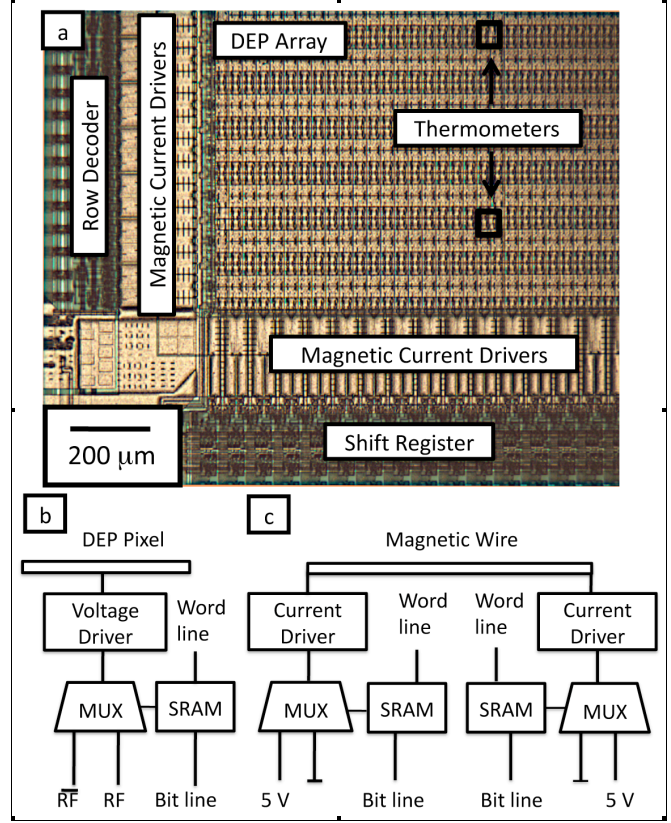 a
DEP Array
Thermometers
Row Decoder
Magnetic Current Drivers
Magnetic Current Drivers
200 μm
Shift Register
b
DEP Pixel
Voltage
Driver
Word
line
MUX
SRAM
R̅F̅
RF
Bit line
c
Magnetic Wire
Current
Driver
Word
line
Word
line
Current
Driver
MUX
SRAM
SRAM
MUX
5 V
Bit line
Bit line
5 V